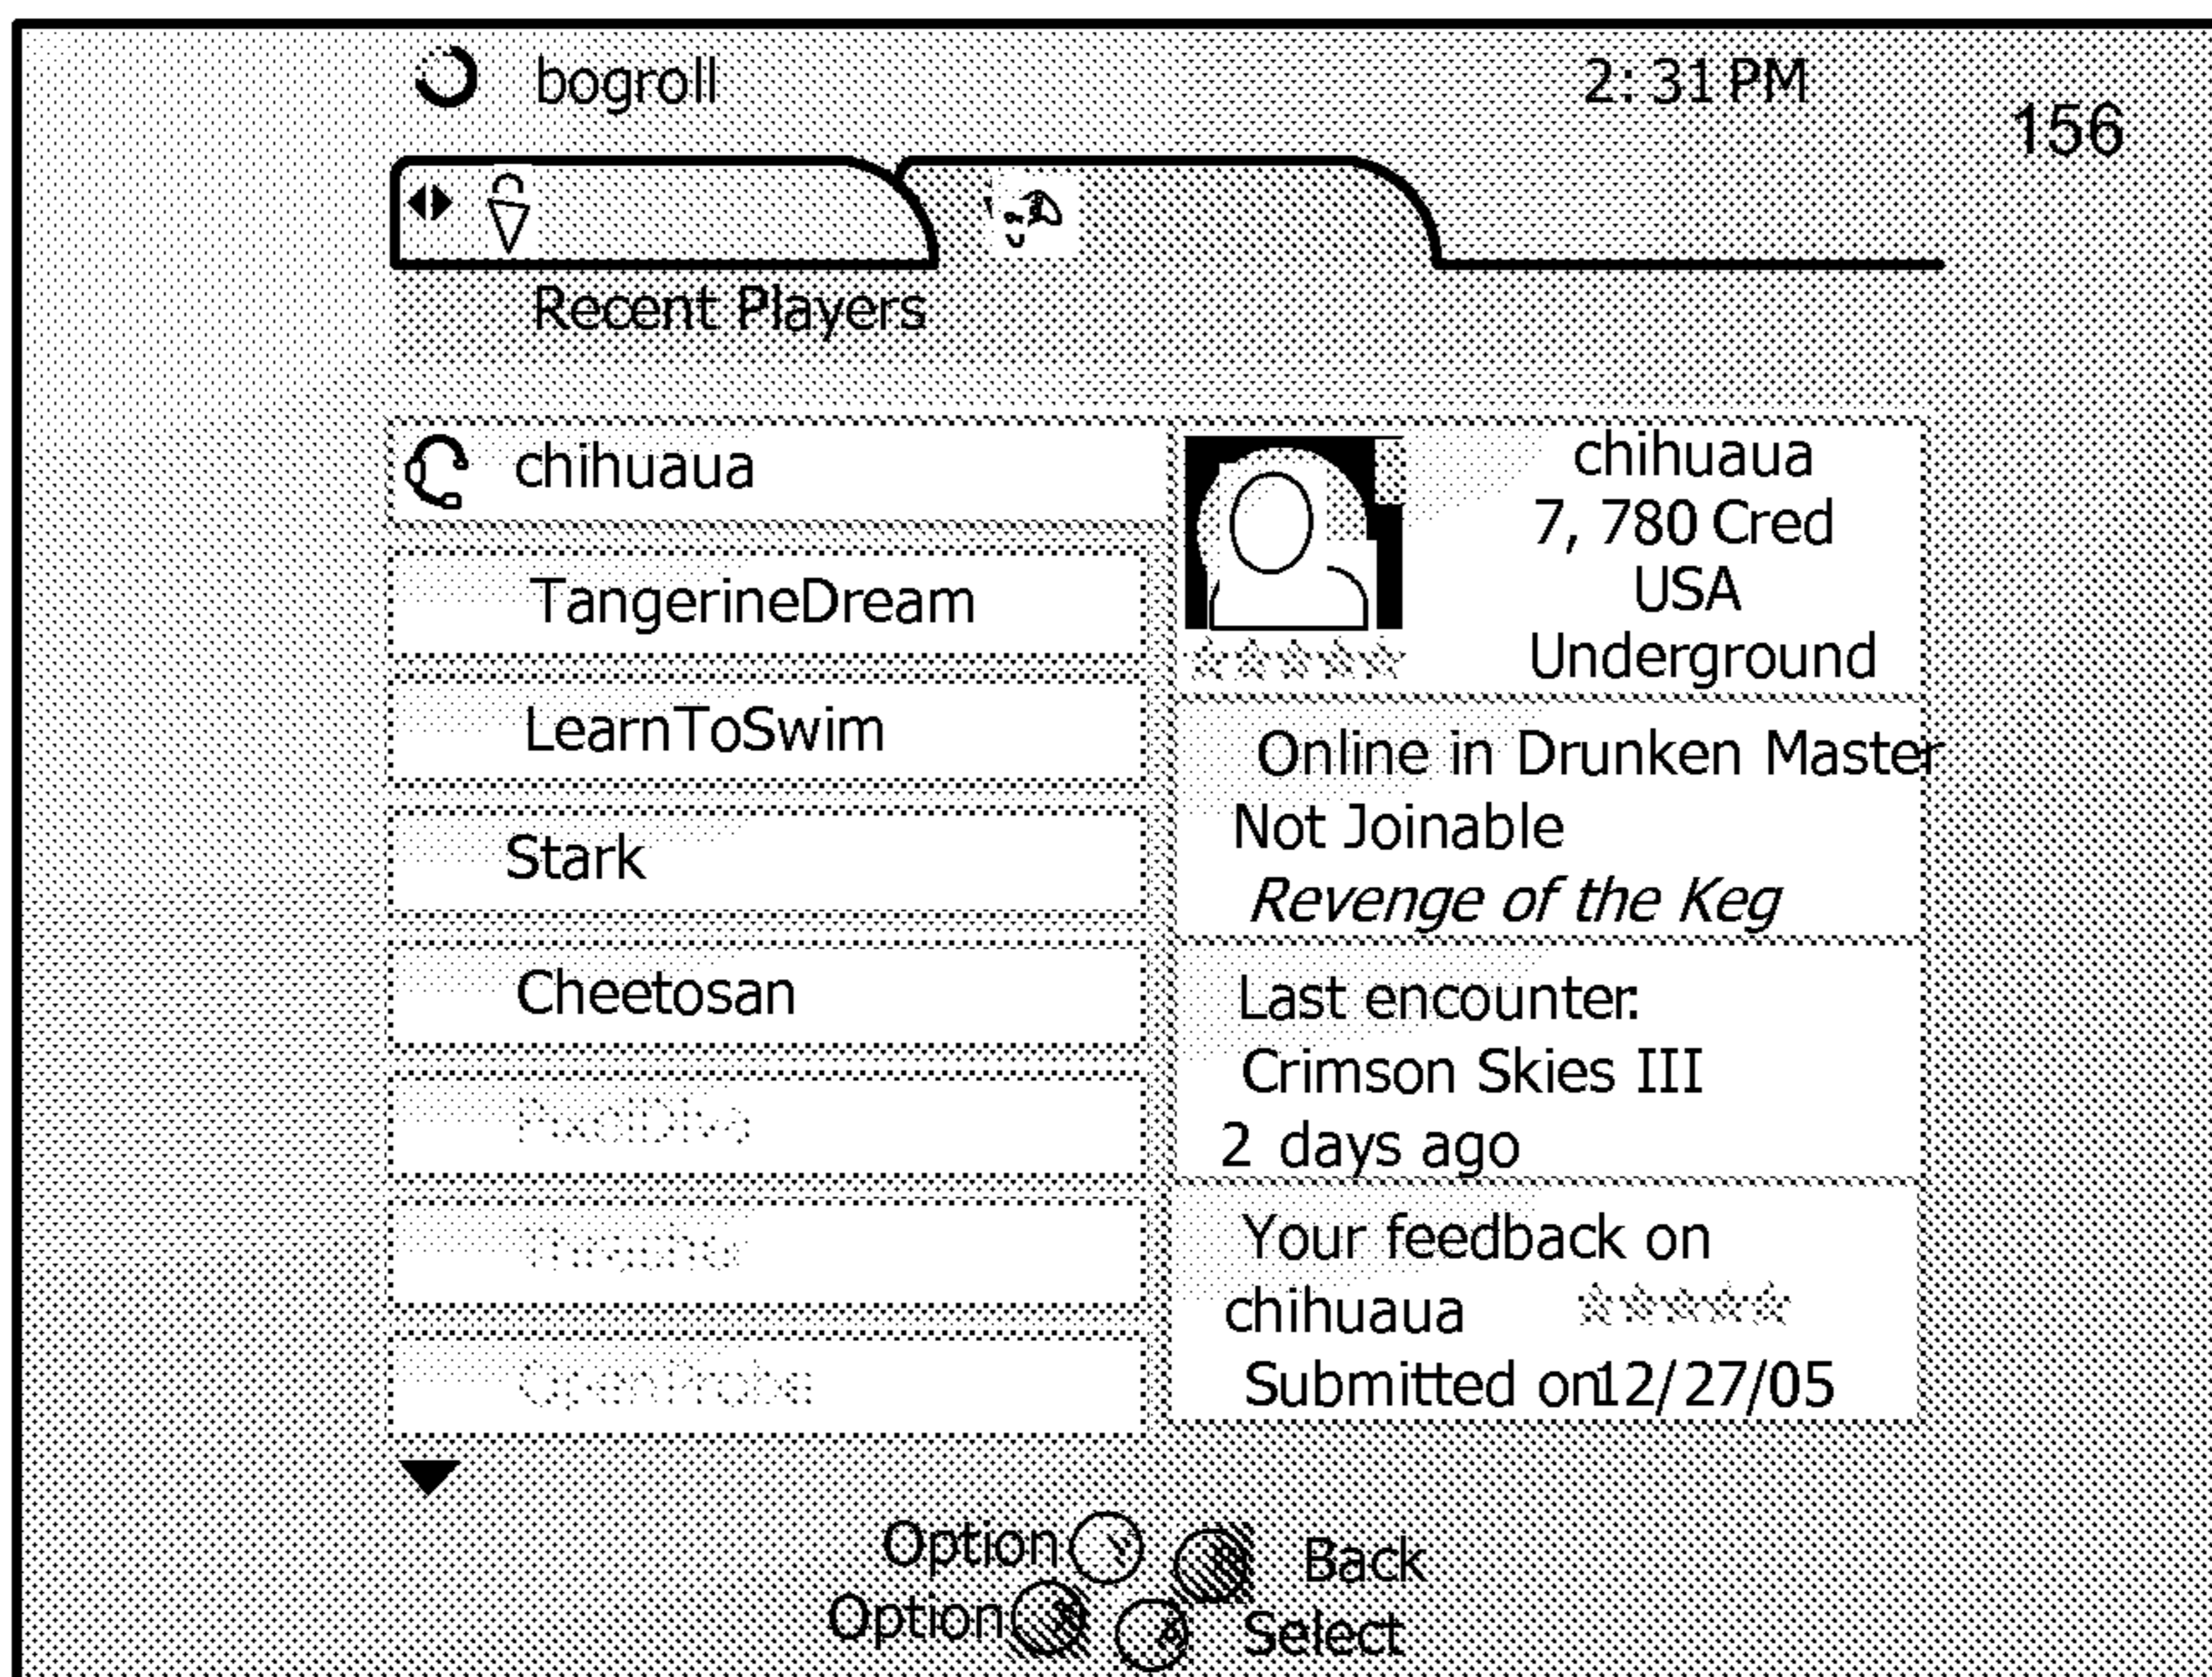 bogroll
2:31 PM
156
Recent Players
chihuaua
TangerineDream
LearnToSwim
Stark
Cheetosan
chihuaua
7, 780 Cred
USA
Underground
Online in Drunken Master
Not Joinable
Revenge of the Keg
Last encounter:
Crimson Skies III
2 days ago
Your feedback on
chihuaua
Submitted on 12/27/05
Option Y
Back
Option
Select